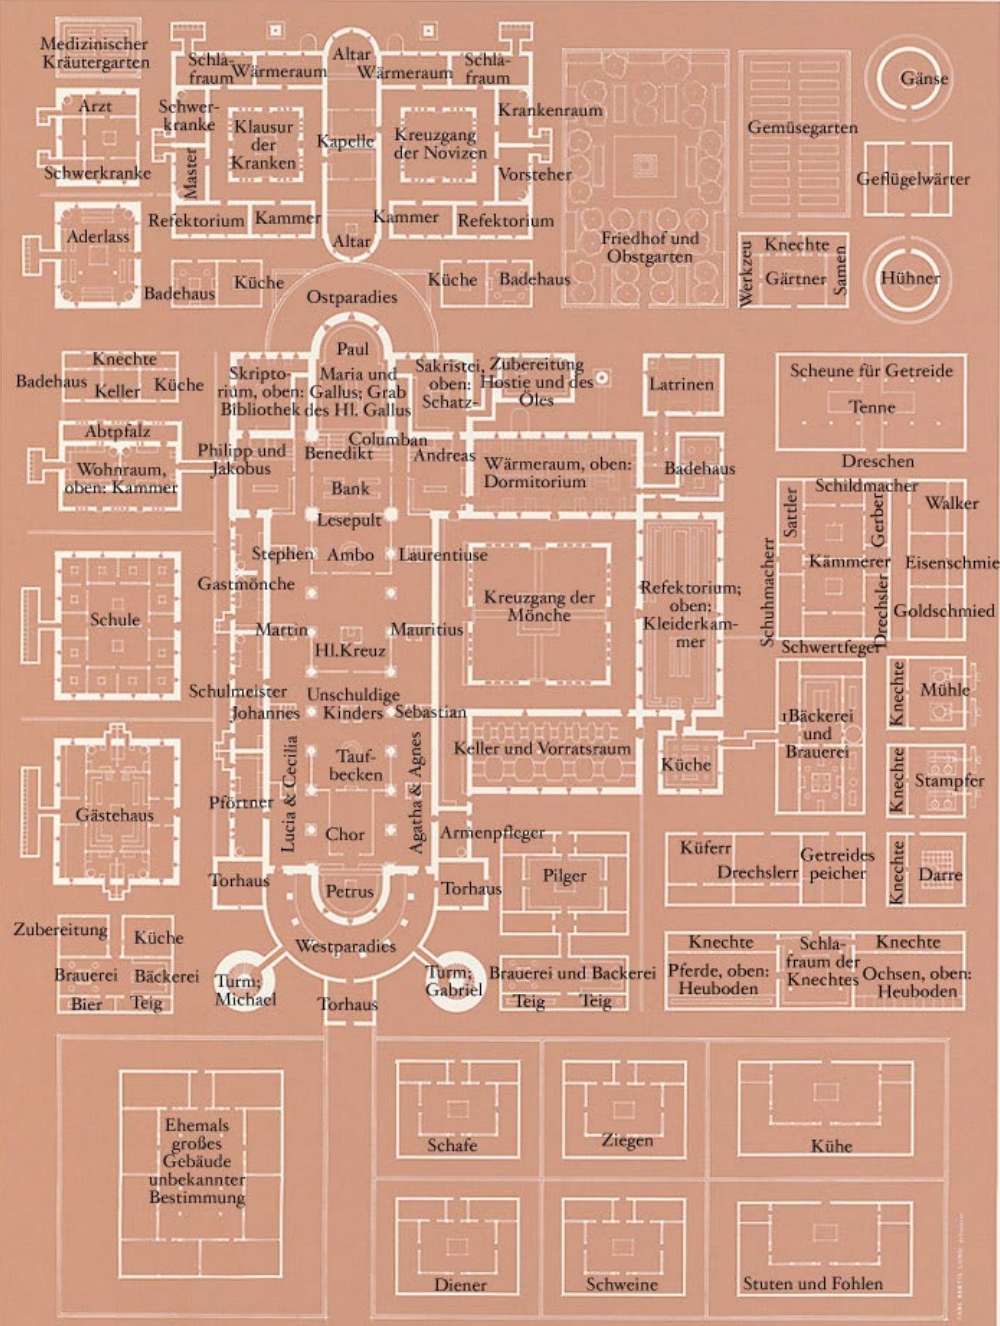 Medizinischer
Kräutergarten
Schla-
fraum
Wärmeraum
Altar
Wärmeraum
Schla-
fraum
Gänse
Arzt
Schwerkranke
Schwer-
kranke
Master
Klausur
der
Kranken
Kapelle
Kreuzgang
der Novizen
Krankenraum
Vorsteher
Gemüsegarten
Geflügelwärter
Aderlass
Refektorium
Kammer
Altar
Kammer
Refektorium
Friedhof und
Obstgarten
Werkzeu
Knechte
Gärtner
Samen
Hühner
Badehaus
Küche
Ostparadies
Küche
Badehaus
Knechte
Badehaus
Keller
Küche
Skripto-
rium, oben:
Bibliothek
Paul
Maria und
Gallus; Grab
des Hl. Gallus
Sakristei,
oben:
Schatz-
Zubereitung
Hostie und des
Öles
Latrinen
Scheune für Getreide
Tenne
Dreschen
Abtpfalz
Wohnraum,
oben: Kammer
Philipp und
Jakobus
Benedikt
Columban
Andreas
Bank
Lesepult
Wärmeraum, oben:
Dormitorium
Badehaus
Schildmacher
Sattler
Gerber
Walker
Schuhmacherr
Kämmerer
Eisenschmie
Drechsler
Goldschmied
Schwertfeger
Stephen
Ambo
Laurentiuse
Gastmönche
Schule
Kreuzgang der
Mönche
Refektorium;
oben:
Kleiderkam-
mer
Martin
Mauritius
Hl.Kreuz
Schulmeister
Johannes
Unschuldige
Kinders
Sebastian
Knechte
Mühle
1Bäckerei
und
Brauerei
Lucia & Cecilia
Tauf-
becken
Agatha & Agnes
Keller und Vorratsraum
Küche
Knechte
Stampfer
Gästehaus
Pförtner
Chor
Armenpfleger
Küferr
Drechslerr
Getreides
peicher
Knechte
Darre
Torhaus
Petrus
Torhaus
Pilger
Westparadies
Zubereitung
Küche
Brauerei
Bäckerei
Bier
Teig
Turm;
Michael
Torhaus
Turm;
Gabriel
Brauerei und Backerei
Teig
Teig
Knechte
Pferde, oben:
Heuboden
Schla-
fraum der
Knechtes
Knechte
Ochsen, oben:
Heuboden
Ehemals
großes
Gebäude
unbekannter
Bestimmung
Schafe
Ziegen
Kühe
Diener
Schweine
Stuten und Fohlen